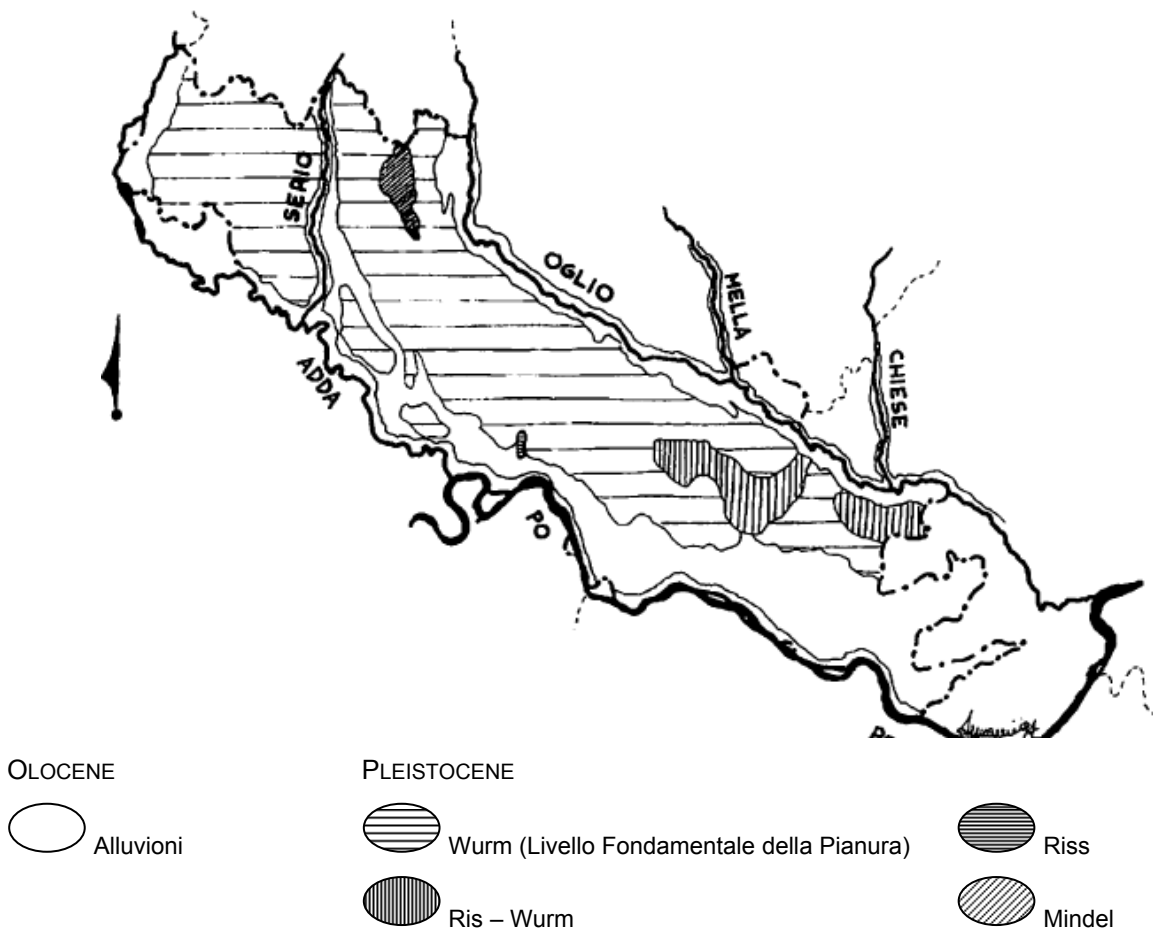 SERIO
OGLIO
MELLA
CHIESE
ADDA
PO
OLOCENE
PLEISTOCENE
Alluvioni
Wurm (Livello Fondamentale della Pianura)
Riss
Ris – Wurm
Mindel